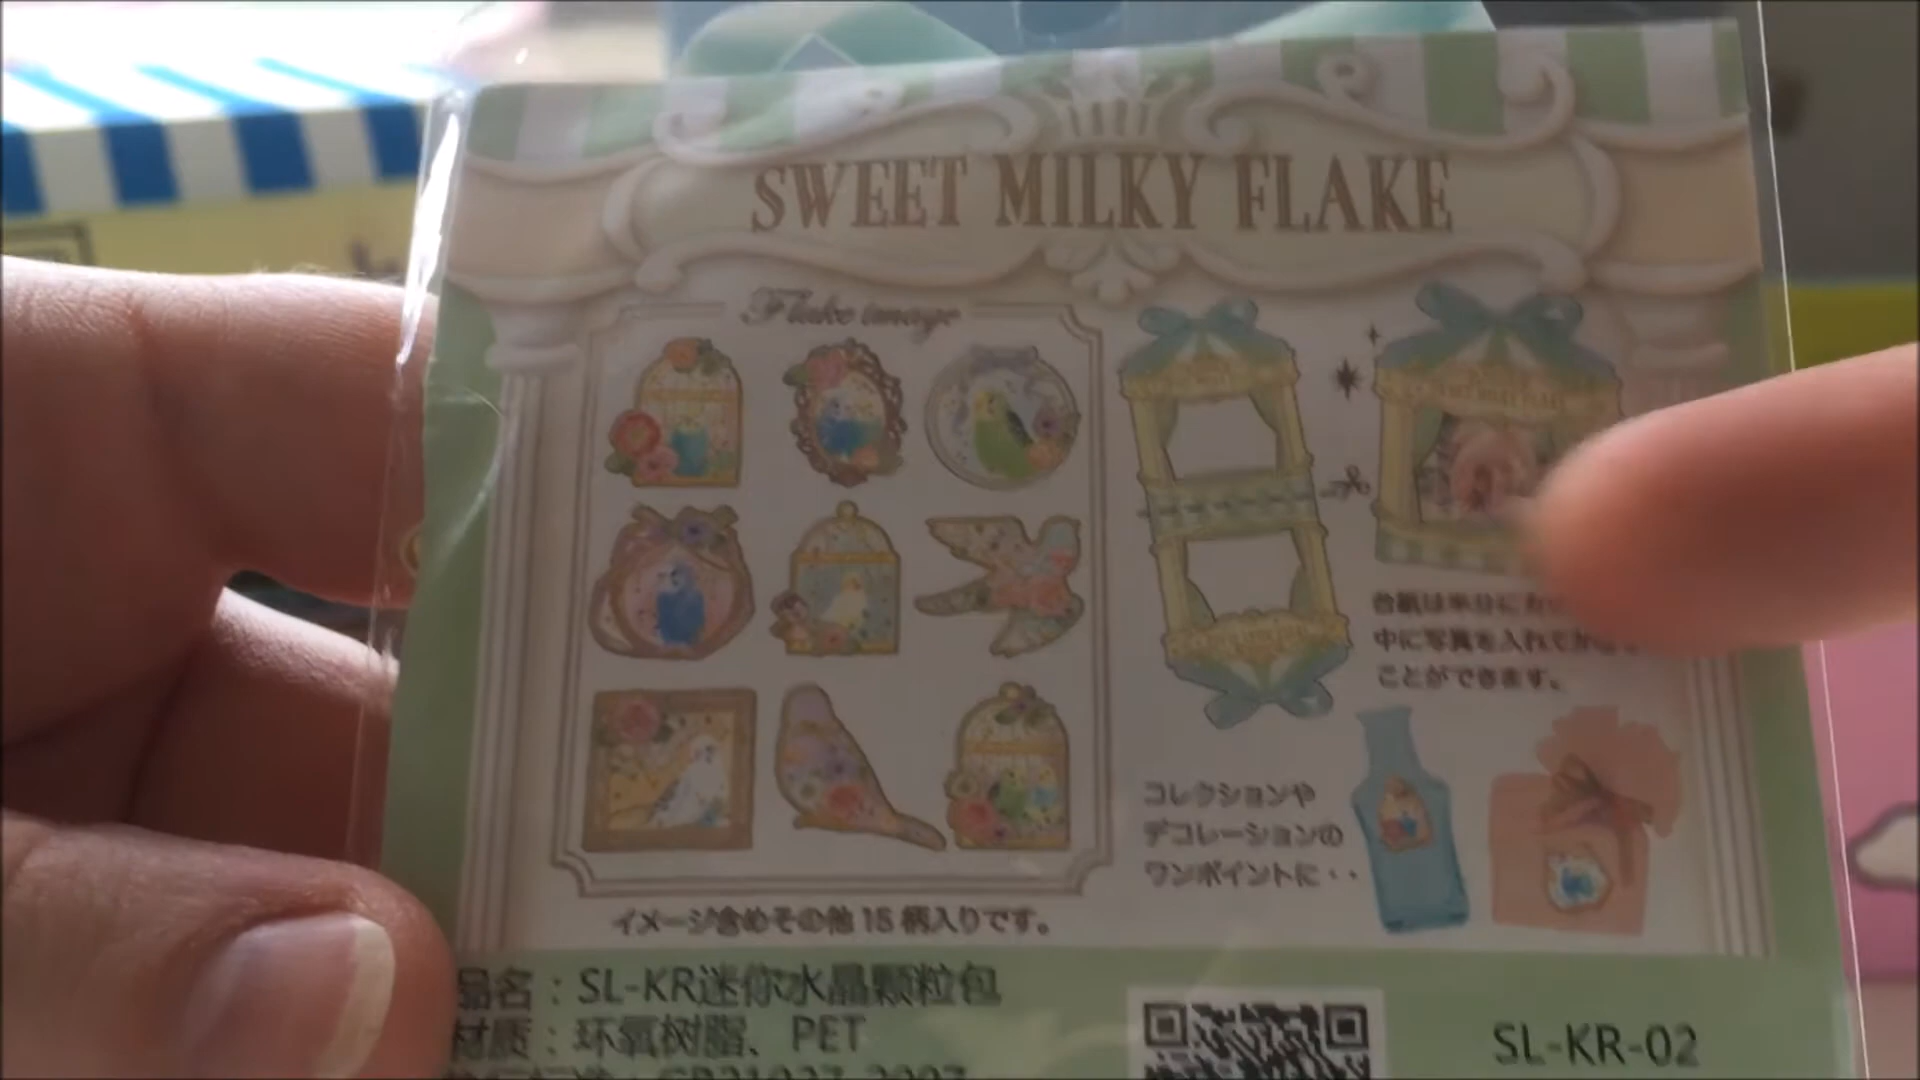 SWEET MILKY FLAKE
Flake image
台紙は半分に
中に写真を入れて
ことができます。
コレクションや
デコレーションの
ワンポイントに・・
イメージ含めその他15柄入りです。
品名：SL-KR迷你水晶颗粒包
材质：环氧树脂、PET
SL-KR-02